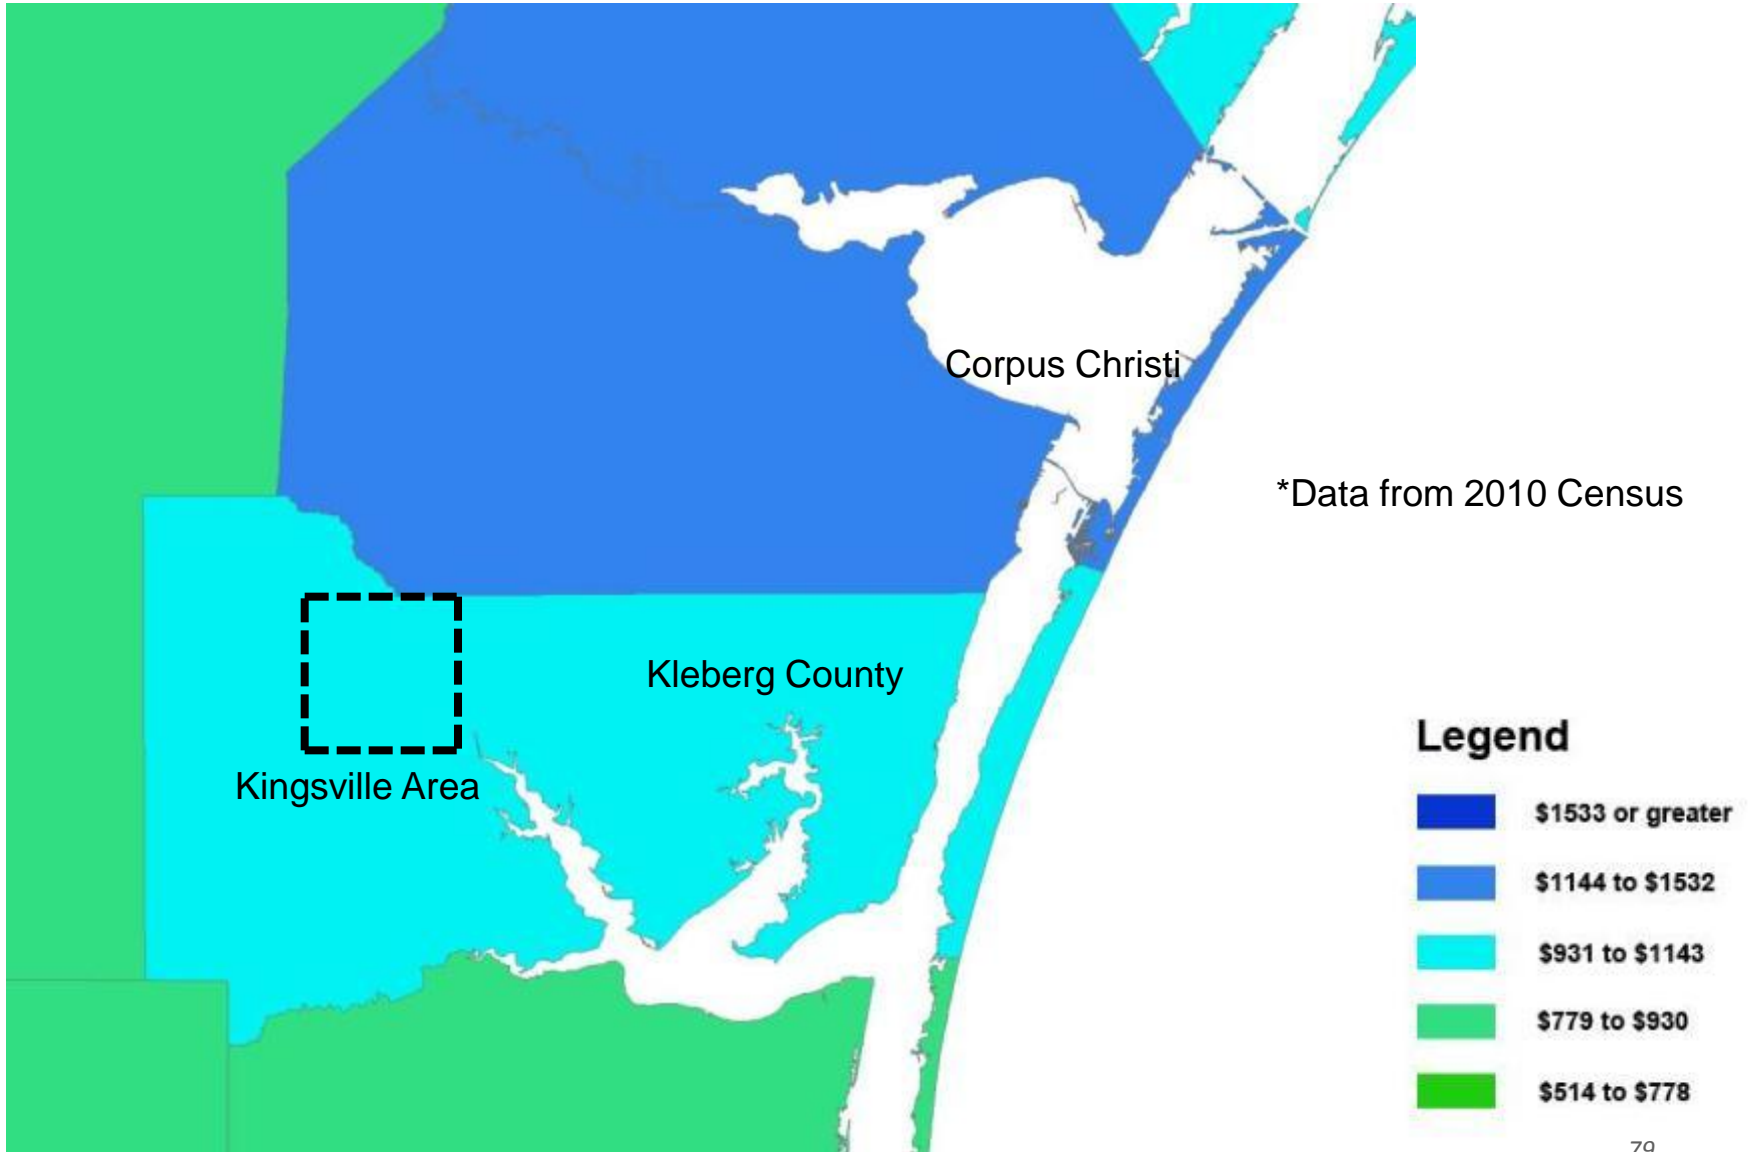 Corpus Christi
*Data from 2010 Census
Kleberg County
Kingsville Area
Legend
$1533 or greater
$1144 to $1532
$931 to $1143
$779 to $930
$514 to $778
79